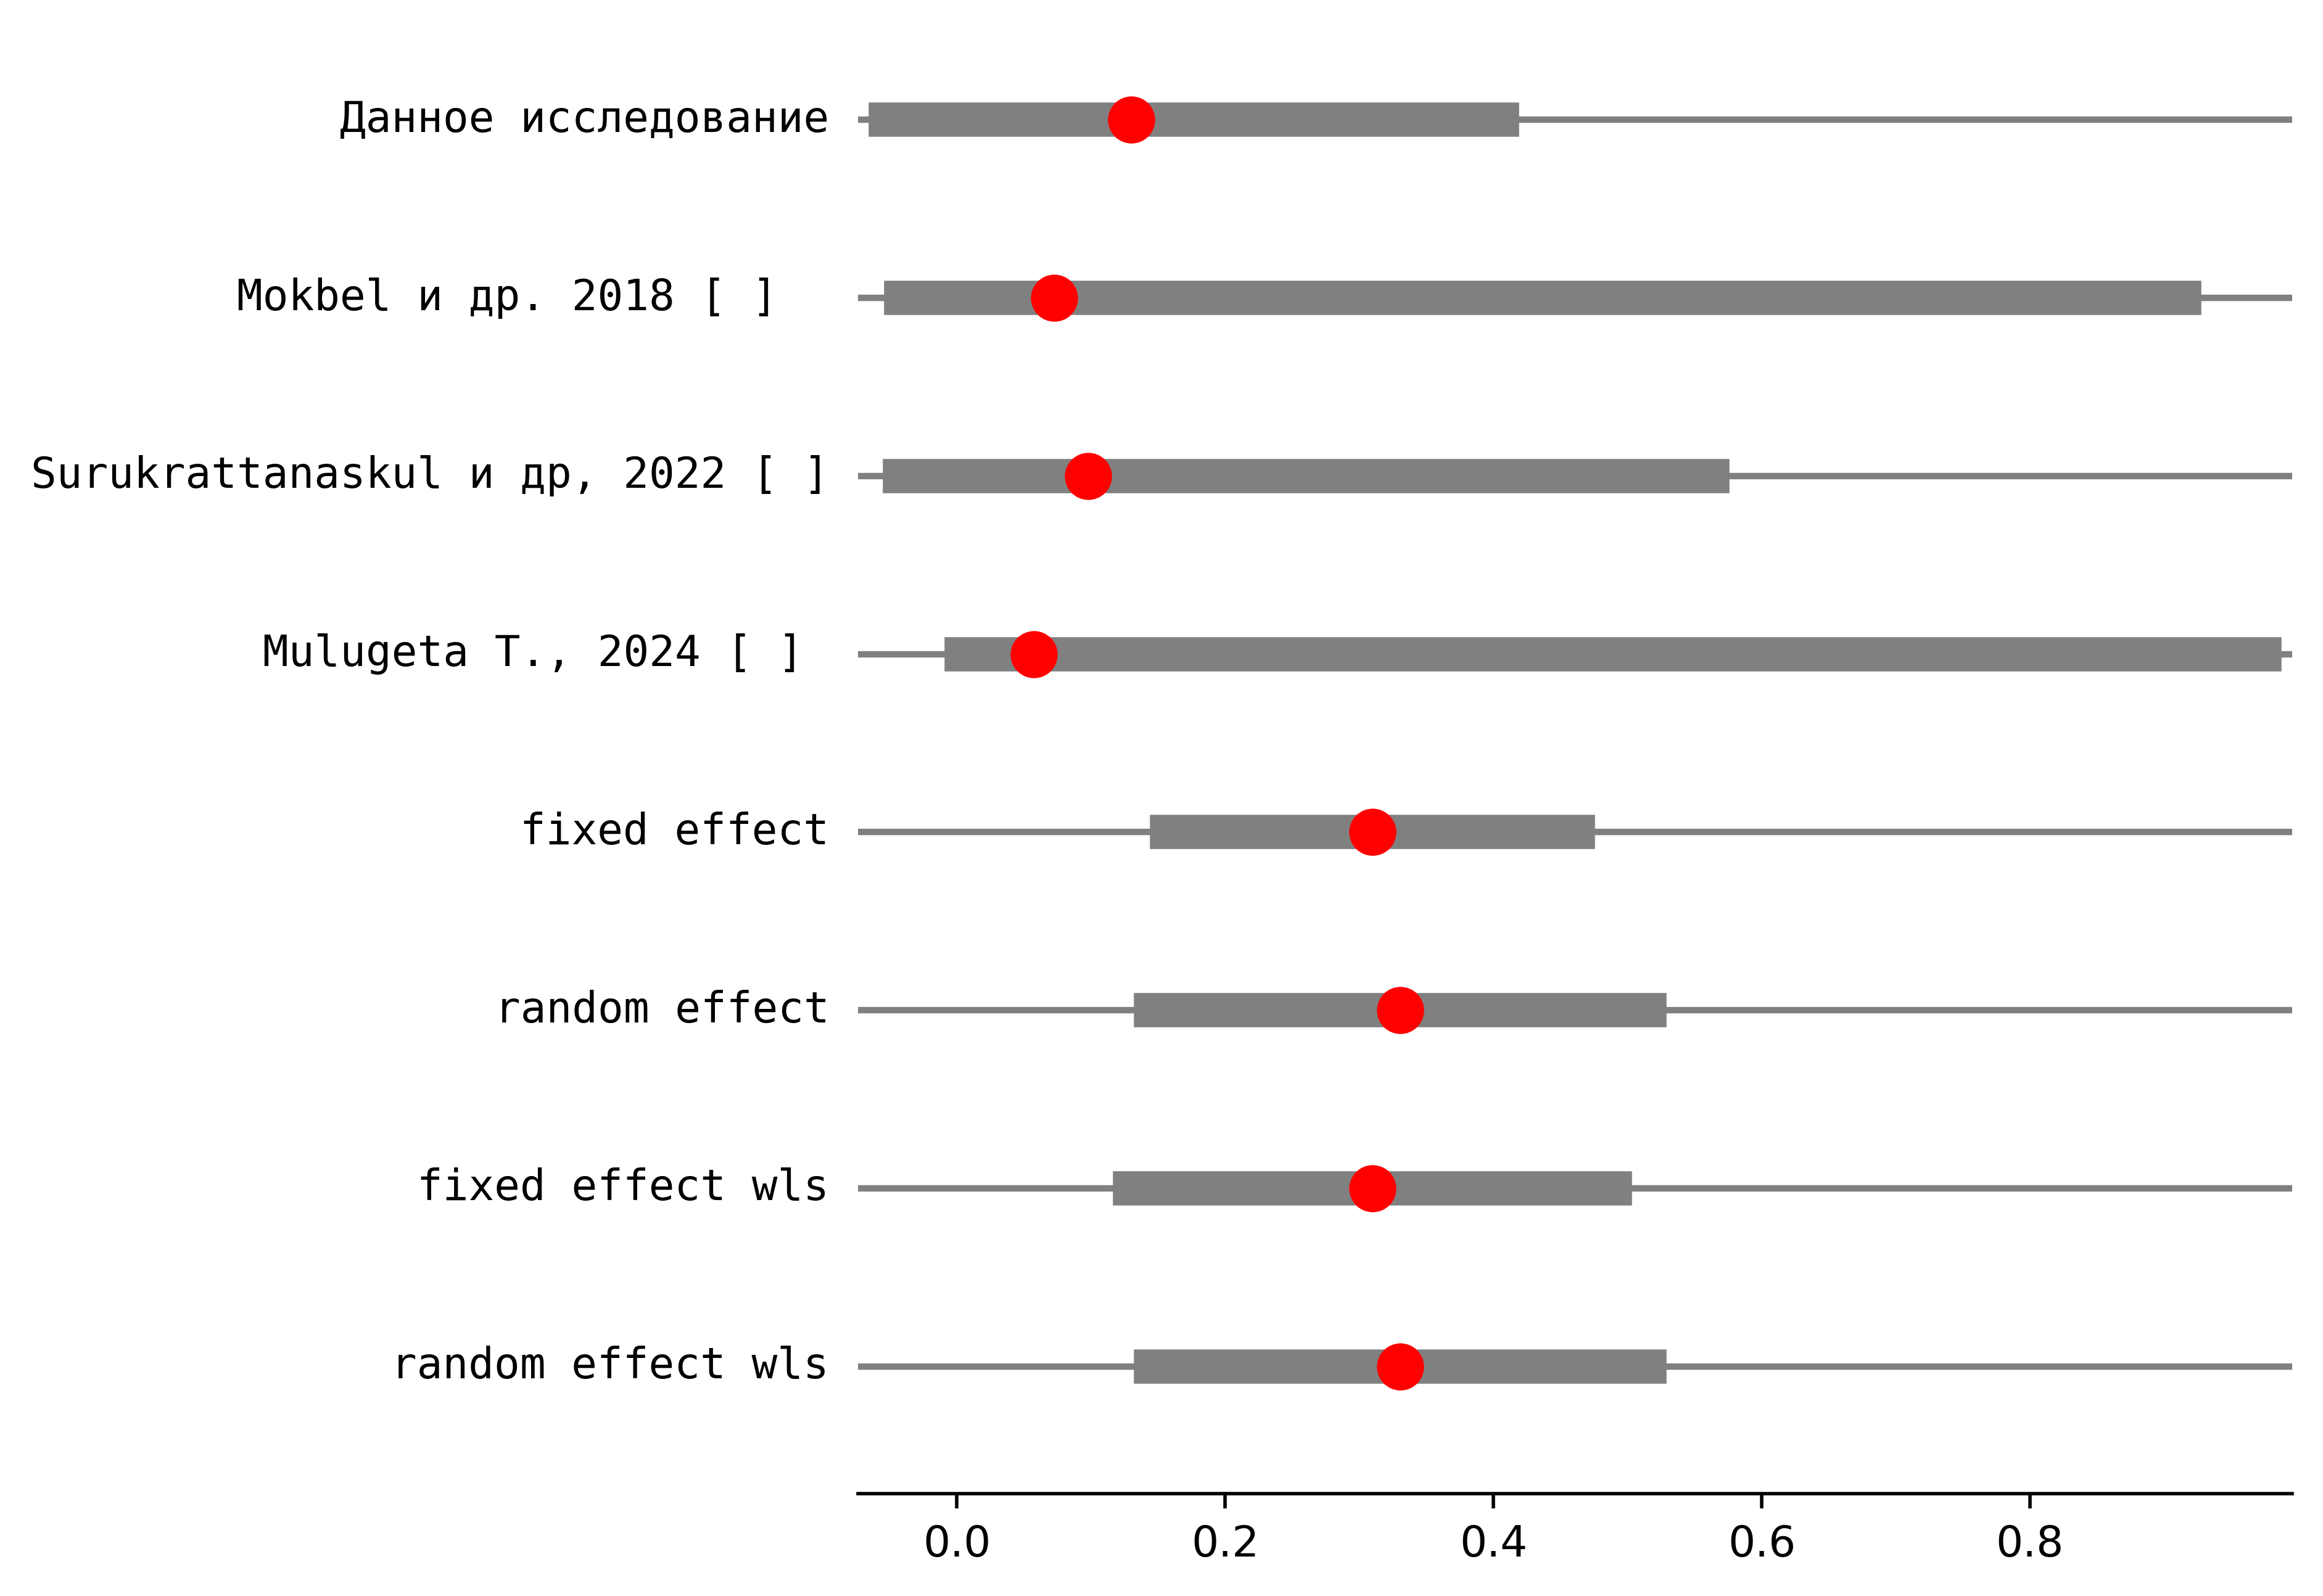 Данное исследование
Mokbel и др. 2018 [ ]
Surukrattanaskul и др, 2022 [ ]
Mulugeta T., 2024 [ ]
fixed effect
random effect
fixed effect wls
random effect wls
0.0 0.2 0.4 0.6 0.8